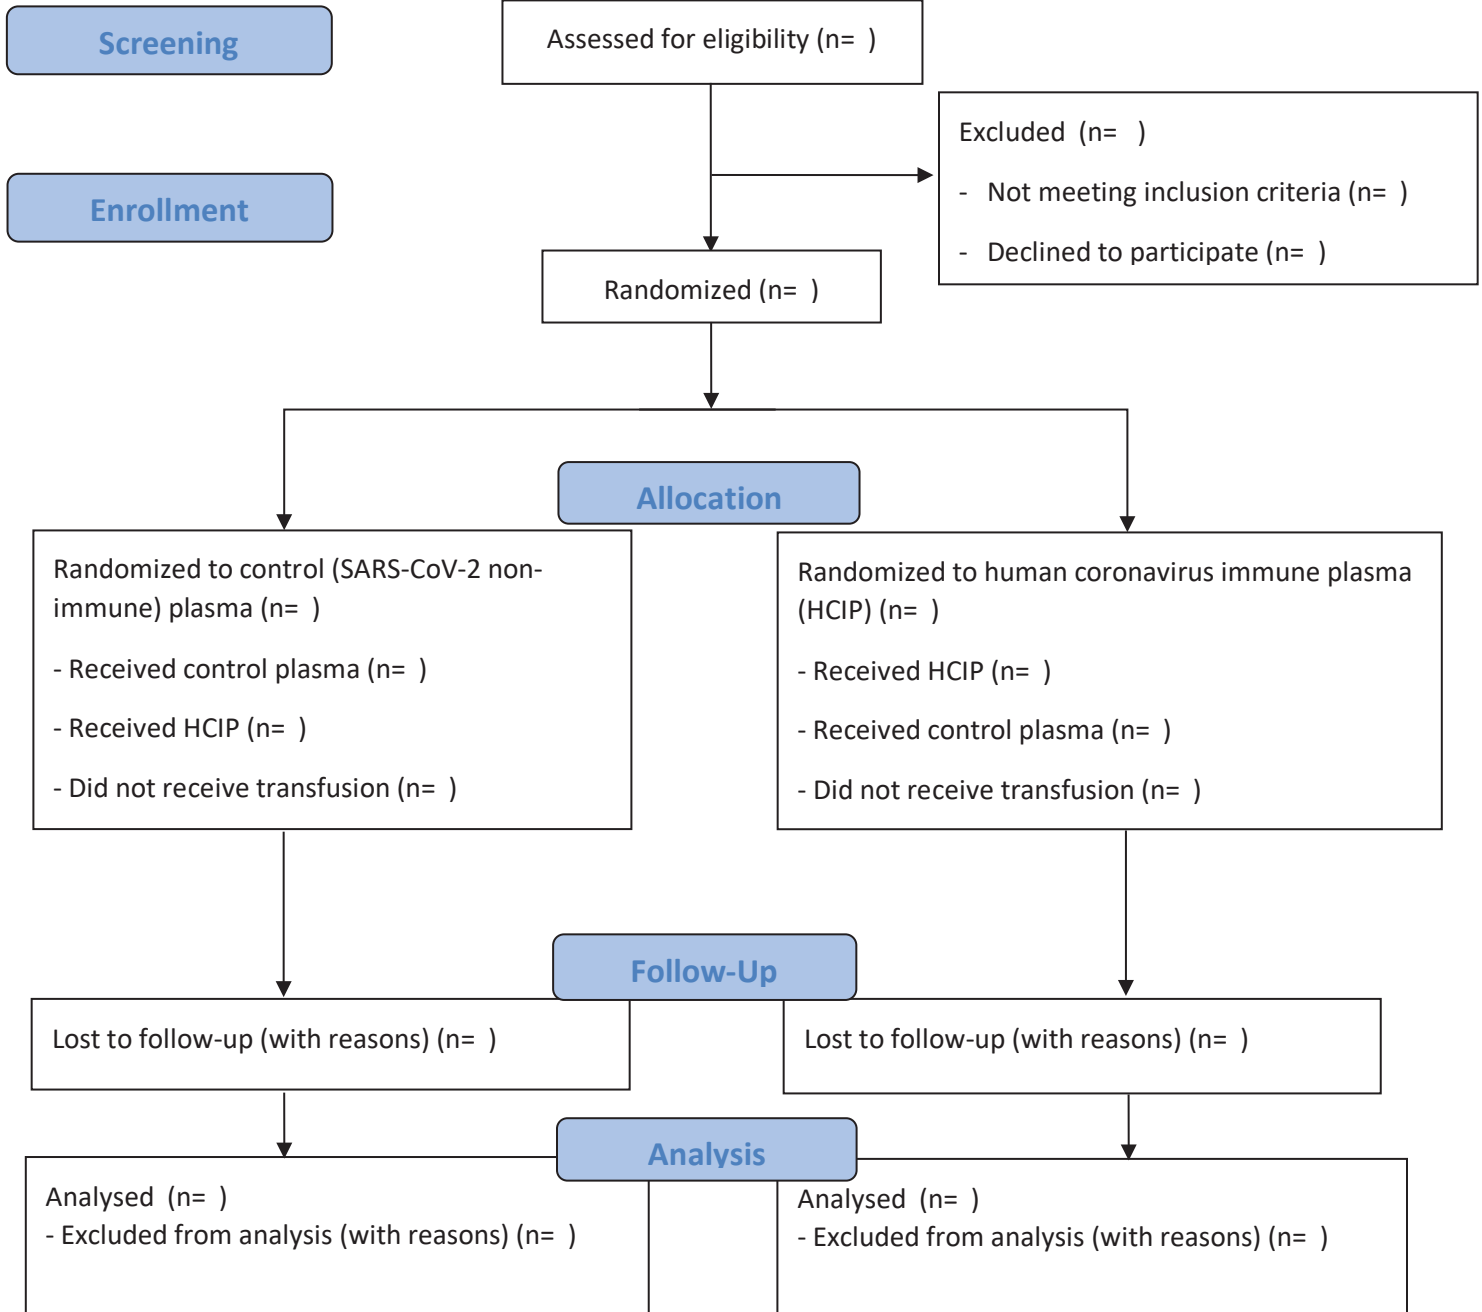 Screening
Assessed for eligibility (n=  )
Excluded  (n=   )
-   Not meeting inclusion criteria (n=  )
-   Declined to participate (n=  )
Enrollment
Randomized (n=  )
Allocation
Randomized to control (SARS-CoV-2 non-
immune) plasma (n=  )
- Received control plasma (n=  )
- Received HCIP (n=  )
- Did not receive transfusion (n=  )
Randomized to human coronavirus immune plasma
(HCIP) (n=  )
- Received HCIP (n=  )
- Received control plasma (n=  )
- Did not receive transfusion (n=  )
Follow-Up
Lost to follow-up (with reasons) (n=  )
Lost to follow-up (with reasons) (n=  )
Analysis
Analysed  (n=  )
- Excluded from analysis (with reasons) (n=  )
Analysed  (n=  )
- Excluded from analysis (with reasons) (n=  )